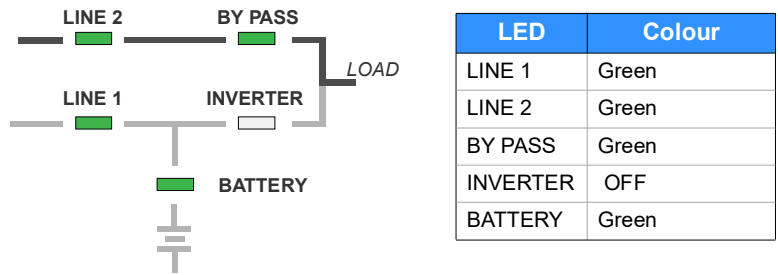 LINE 2 BY PASS
LOAD
LINE 1 INVERTER
BATTERY
LED Colour
LINE 1 Green
LINE 2 Green
BY PASS Green
INVERTER OFF
BATTERY Green